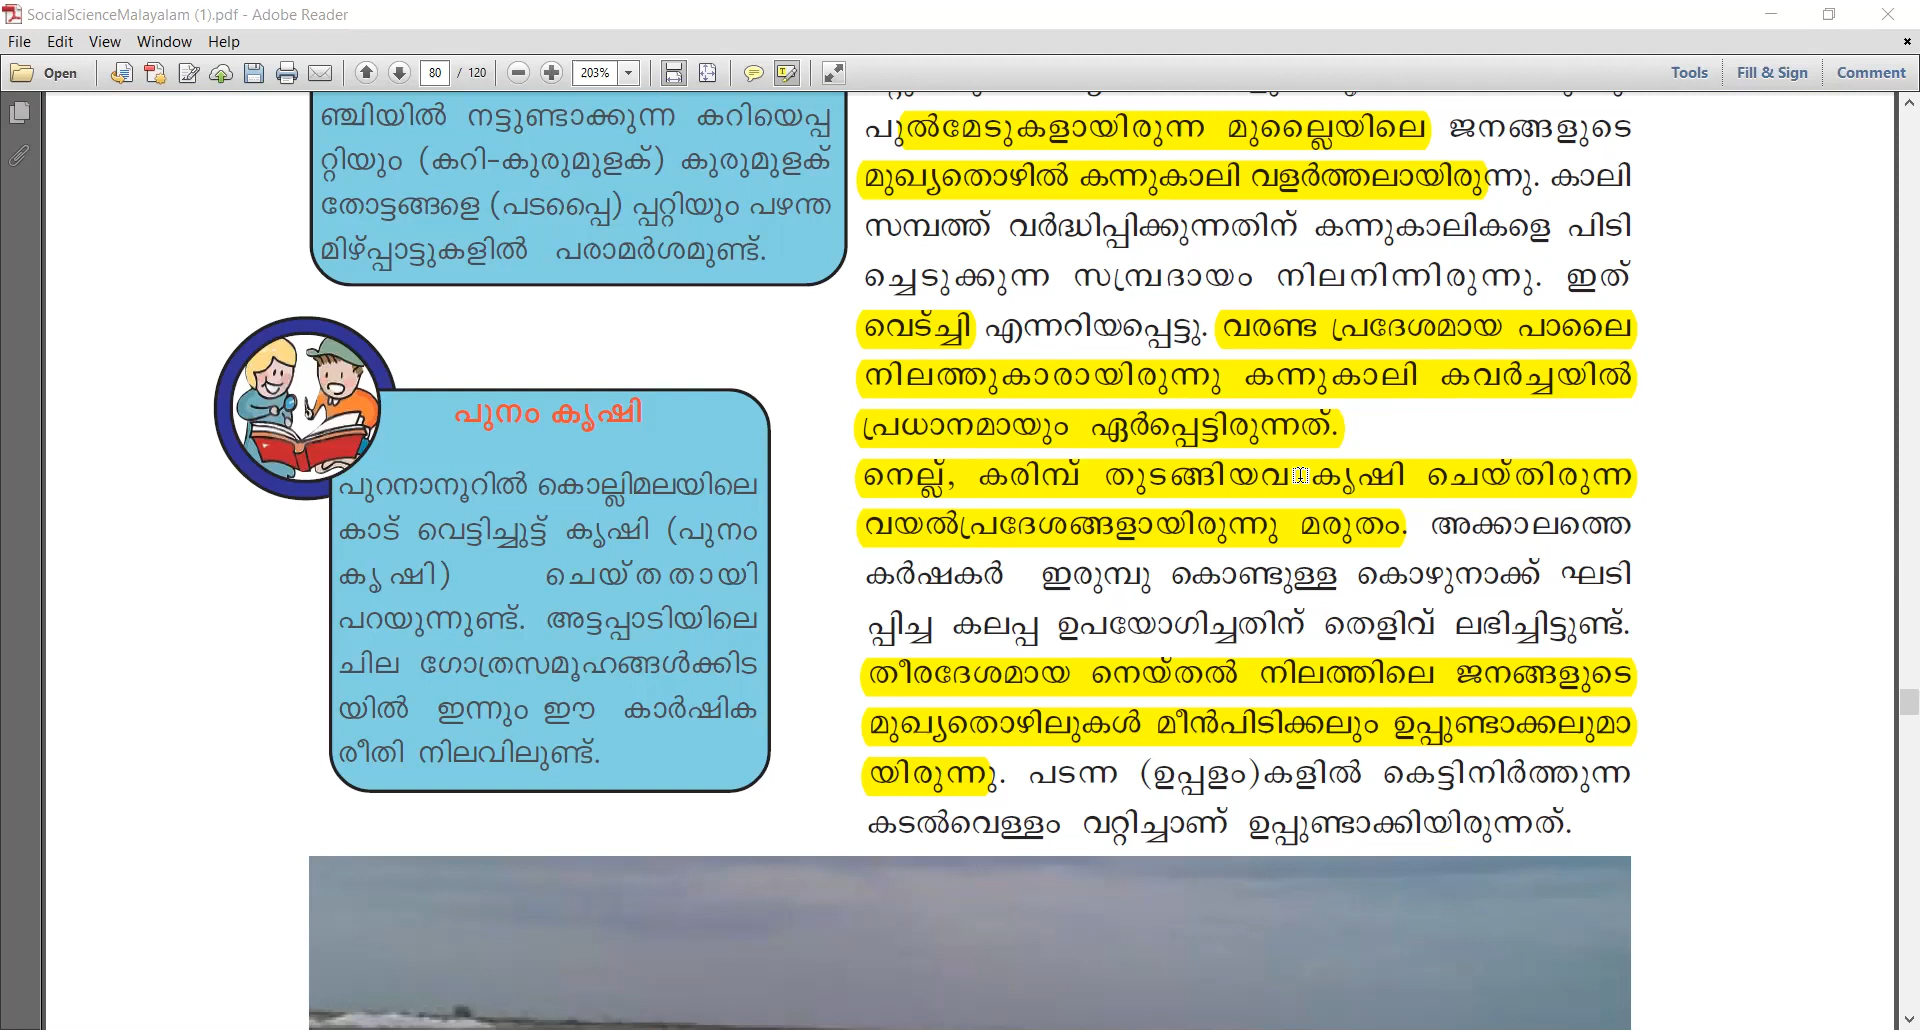 SocialScienceMalayalam (1).pdf - Adobe Reader
File Edit View Window Help
Open 80 / 120 203% Tools Fill & Sign Comment
ഞ്ചിയിൽ നട്ടുണ്ടാക്കുന്ന കറിയെപ്പ
റ്റിയും (കറി-കുരുമുളക്) കുരുമുളക്
തോട്ടങ്ങളെ (പടപ്പൈ) പ്പറ്റിയും പഴന്ത
മിഴ്പ്പാട്ടുകളിൽ പരാമർശമുണ്ട്.
പുനം കൃഷി
പുറനാനൂറിൽ കൊല്ലിമലയിലെ
കാട് വെട്ടിച്ചുട്ട് കൃഷി (പുനം
കൃഷി) ചെയ്തതായി
പറയുന്നുണ്ട്. അട്ടപ്പാടിയിലെ
ചില ഗോത്രസമൂഹങ്ങൾക്കിട
യിൽ ഇന്നും ഈ കാർഷിക
രീതി നിലവിലുണ്ട്.
പുൽമേടുകളായിരുന്ന മുല്ലൈയിലെ ജനങ്ങളുടെ
മുഖ്യതൊഴിൽ കന്നുകാലി വളർത്തലായിരുന്നു. കാലി
സമ്പത്ത് വർദ്ധിപ്പിക്കുന്നതിന് കന്നുകാലികളെ പിടി
ച്ചെടുക്കുന്ന സമ്പ്രദായം നിലനിന്നിരുന്നു. ഇത്
വെട്ച്ചി എന്നറിയപ്പെട്ടു. വരണ്ട പ്രദേശമായ പാലൈ
നിലത്തുകാരായിരുന്നു കന്നുകാലി കവർച്ചയിൽ
പ്രധാനമായും ഏർപ്പെട്ടിരുന്നത്.
നെല്ല്, കരിമ്പ് തുടങ്ങിയവ കൃഷി ചെയ്തിരുന്ന
വയൽപ്രദേശങ്ങളായിരുന്നു മരുതം. അക്കാലത്തെ
കർഷകർ ഇരുമ്പു കൊണ്ടുള്ള കൊഴുനാക്ക് ഘടി
പ്പിച്ച കലപ്പ ഉപയോഗിച്ചതിന് തെളിവ് ലഭിച്ചിട്ടുണ്ട്.
തീരദേശമായ നെയ്തൽ നിലത്തിലെ ജനങ്ങളുടെ
മുഖ്യതൊഴിലുകൾ മീൻപിടിക്കലും ഉപ്പുണ്ടാക്കലുമാ
യിരുന്നു. പടന്ന (ഉപ്പളം)കളിൽ കെട്ടിനിർത്തുന്ന
കടൽവെള്ളം വറ്റിച്ചാണ് ഉപ്പുണ്ടാക്കിയിരുന്നത്.